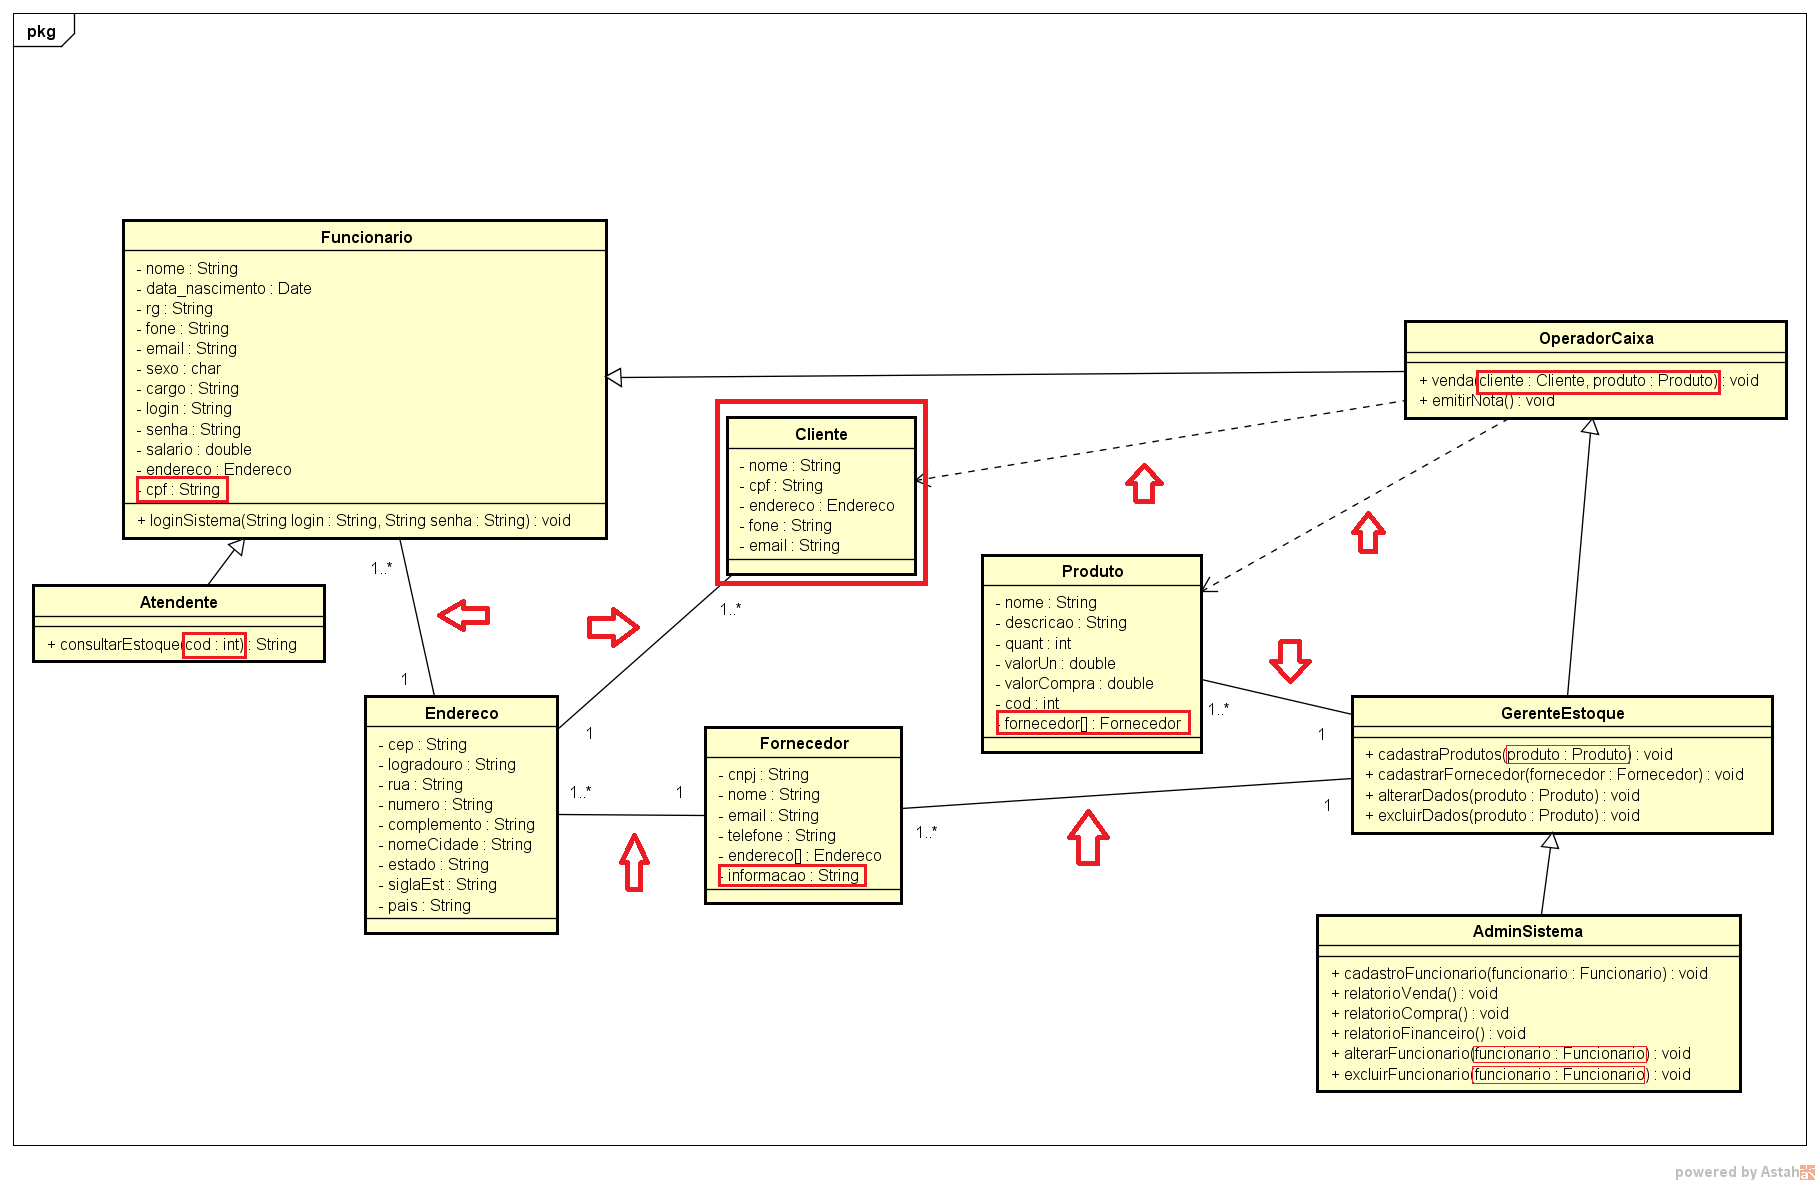 pkg
Funcionario
- nome : String
- data_nascimento : Date
- rg : String
- fone : String
- email : String
- sexo : char
- cargo : String
- login : String
- senha : String
- salario : double
- endereco : Endereco
- cpf : String
+ loginSistema(String login : String, String senha : String) : void
OperadorCaixa
+ venda(cliente : Cliente, produto : Produto) : void
+ emitirNota() : void
Cliente
- nome : String
- cpf : String
- endereco : Endereco
- fone : String
- email : String
Atendente
+ consultarEstoque(cod : int) : String
1..*
1
1..*
1
Produto
- nome : String
- descricao : String
- quant : int
- valorUn : double
- valorCompra : double
- cod : int
- fornecedor[] : Fornecedor
1..*
1
Endereco
- cep : String
- logradouro : String
- rua : String
- numero : String
- complemento : String
- nomeCidade : String
- estado : String
- siglaEst : String
- pais : String
1..*
1
Fornecedor
- cnpj : String
- nome : String
- email : String
- telefone : String
- endereco[] : Endereco
- informacao : String
1..*
1
GerenteEstoque
+ cadastraProdutos(produto : Produto) : void
+ cadastrarFornecedor(fornecedor : Fornecedor) : void
+ alterarDados(produto : Produto) : void
+ excluirDados(produto : Produto) : void
AdminSistema
+ cadastroFuncionario(funcionario : Funcionario) : void
+ relatorioVenda() : void
+ relatorioCompra() : void
+ relatorioFinanceiro() : void
+ alterarFuncionario(funcionario : Funcionario) : void
+ excluirFuncionario(funcionario : Funcionario) : void
powered by Astah